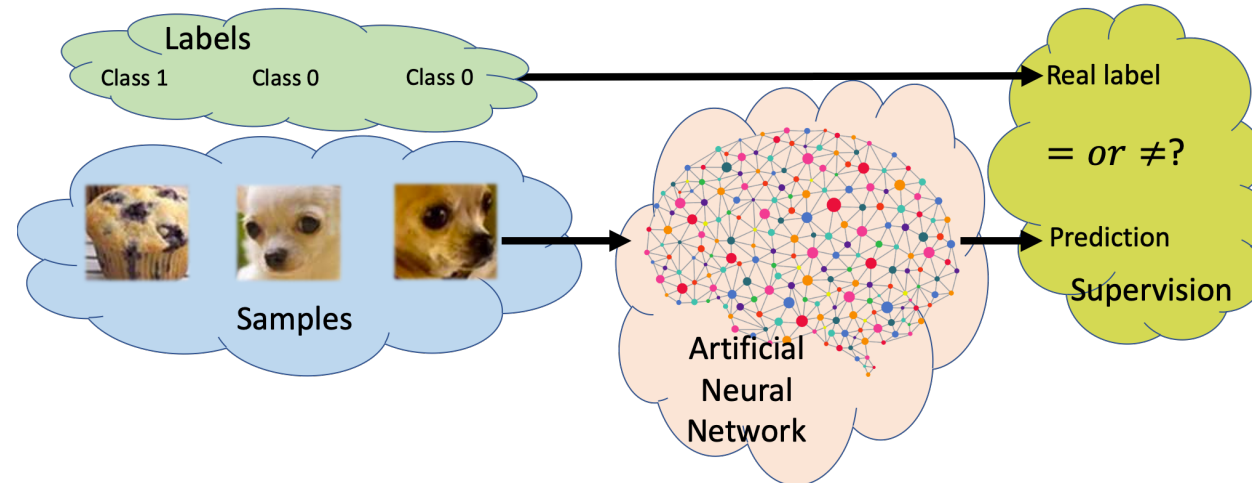 Labels
Class 1 Class 0 Class 0
Real label
= or ≠?
Prediction
Supervision
Samples
Artificial
Neural
Network